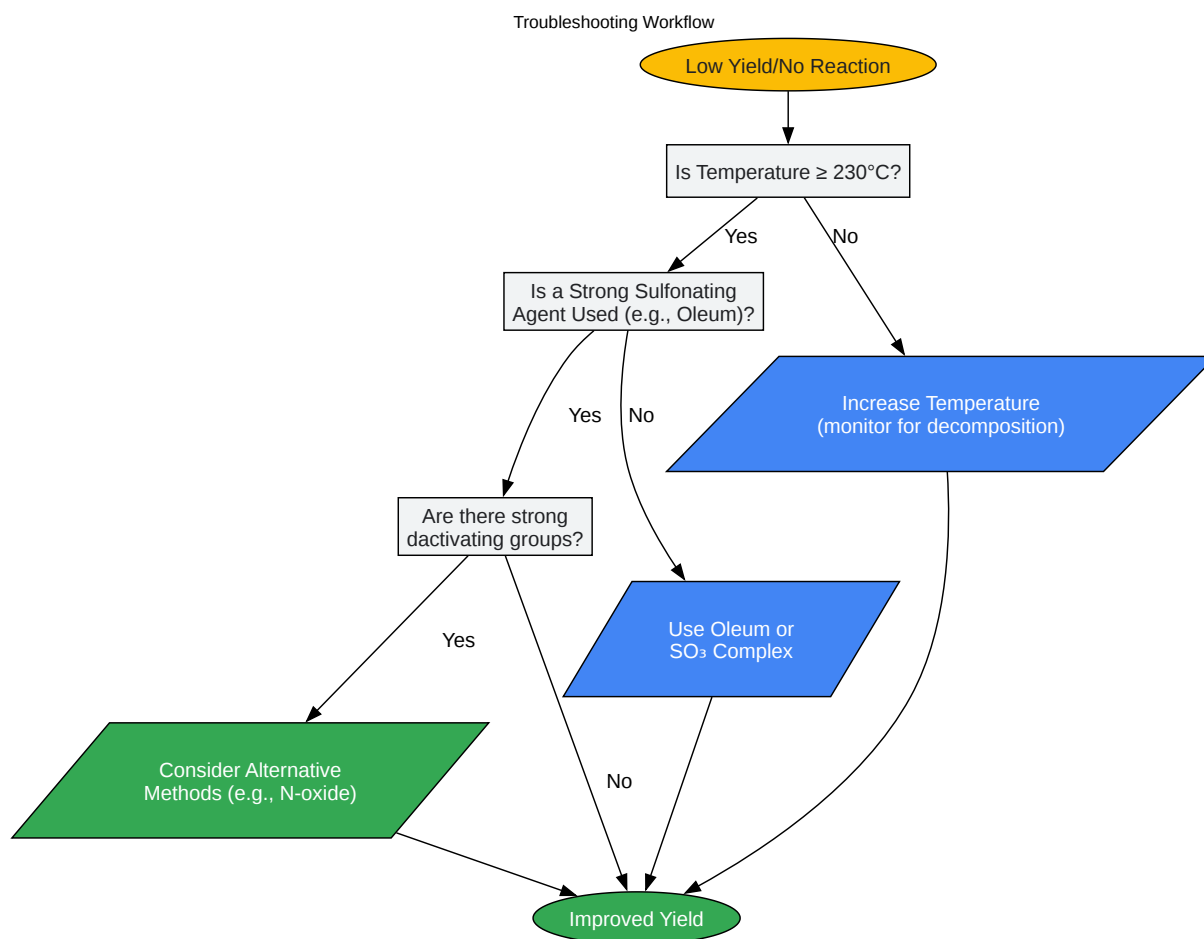 Troubleshooting Workflow
Low Yield/No Reaction
Is Temperature ≥ 230°C?
Yes
No
Is a Strong Sulfonating
Agent Used (e.g., Oleum)?
Increase Temperature
(monitor for decomposition)
Yes
No
Are there strong
dactivating groups?
Use Oleum or
SO₃ Complex
Yes
Consider Alternative
Methods (e.g., N-oxide)
No
Improved Yield